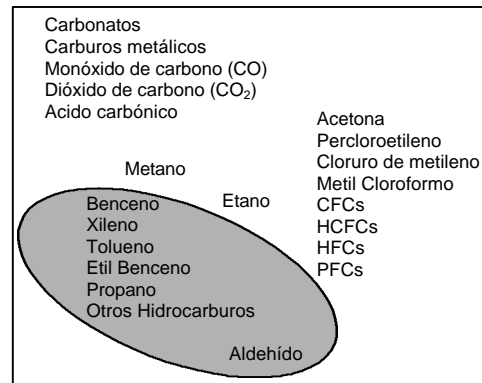 Carbonatos
Carburos metálicos
Monóxido de carbono (CO)
Dióxido de carbono (CO₂)
Acido carbónico
Acetona
Percloroetileno
Cloruro de metileno
Metil Cloroformo
CFCs
HCFCs
HFCs
PFCs
Metano
Etano
Benceno
Xileno
Tolueno
Etil Benceno
Propano
Otros Hidrocarburos
Aldehído